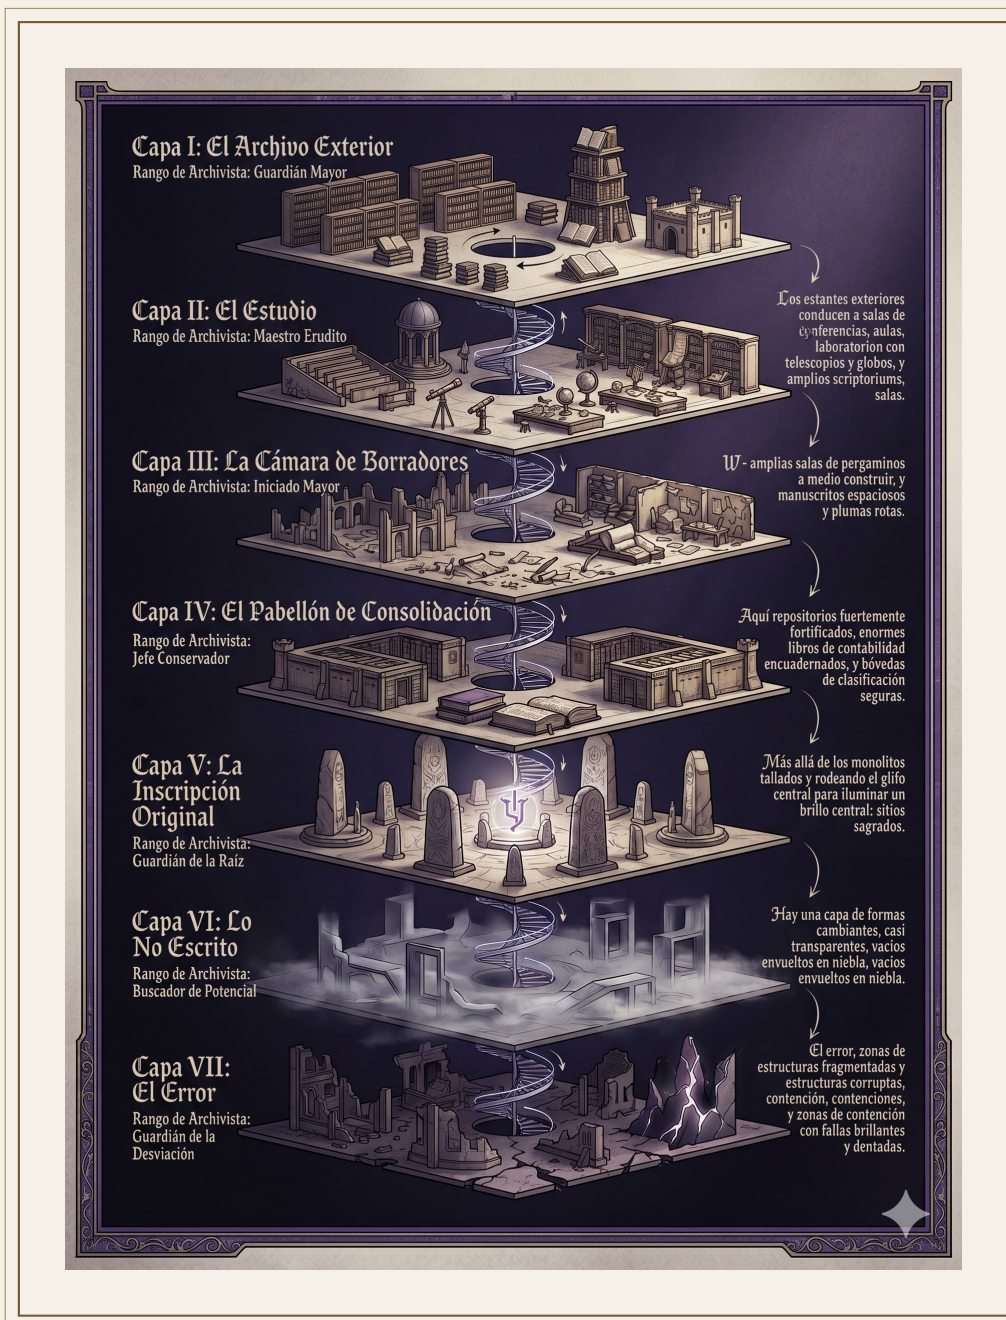 Capa I: El Archivo Exterior
Rango de Archivista: Guardián Mayor
Los estantes exteriores
conducen a salas de
conferencias, aulas,
laboratorion con
telescopios y globos, y
amplios scriptoriums,
salas.
Capa II: El Estudio
Rango de Archivista: Maestro Erudito
Capa III: La Cámara de Borradores
Rango de Archivista: Iniciado Mayor
W - amplias salas de pergaminos
a medio construir, y
manuscritos espaciosos
y plumas rotas.
Capa IV: El Pabellón de Consolidación
Rango de Archivista:
Jefe Conservador
Aquí repositorios fuertemente
fortificados, enormes
libros de contabilidad
encuadernados, y bóvedas
de clasificación
seguras.
Capa V: La
Inscripción
Original
Rango de Archivista:
Guardián de la Raíz
Más allá de los monolitos
tallados y rodeando el glifo
central para iluminar un
brillo central: sitios
sagrados.
Capa VI: Lo
No Escrito
Rango de Archivista:
Buscador de Potencial
Hay una capa de formas
cambiantes, casi
transparentes, vacios
envueltos en niebla, vacios
envueltos en niebla.
Capa VII:
El Error
Rango de Archivista:
Guardián de la
Desviación
El error, zonas de
estructuras fragmentadas y
estructuras corruptas,
contención, contenciones,
y zonas de contención
con fallas brillantes
y dentadas.